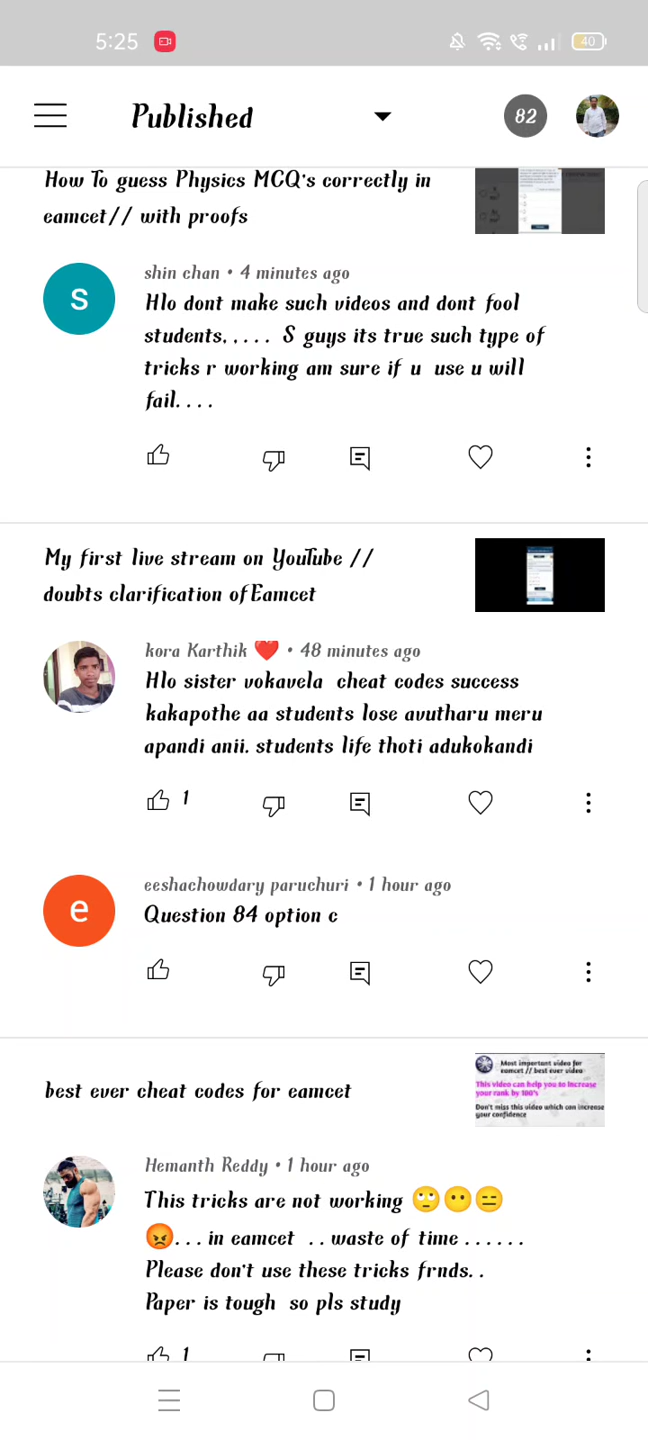 5:25
40
Published
82
How To guess Physics MCQ's correctly in
eamcet// with proofs
s
shin chan • 4 minutes ago
Hlo dont make such videos and dont fool
students. , . . . S guys its true such type of
tricks r working am sure if u use u will
fail. . . .
My first live stream on YouTube //
doubts clarification of Eamcet
kora Karthik ❤️ • 48 minutes ago
Hlo sister vokavela cheat codes success
kakapothe aa students lose avutharu meru
apandi anii. students life thoti adukokandi
1
e
eeshachowdary paruchuri • 1 hour ago
Question 84 option c
best ever cheat codes for eamcet
Most important video for
eamcet // best ever video
This video can help you to increase
your rank by 100's
Don't miss this video which can increase
your confidence
Hemanth Reddy • 1 hour ago
This tricks are not working 🙄😶😑
😡. . . in eamcet . . waste of time . . . . . .
Please don't use these tricks frnds. .
Paper is tough so pls study
1